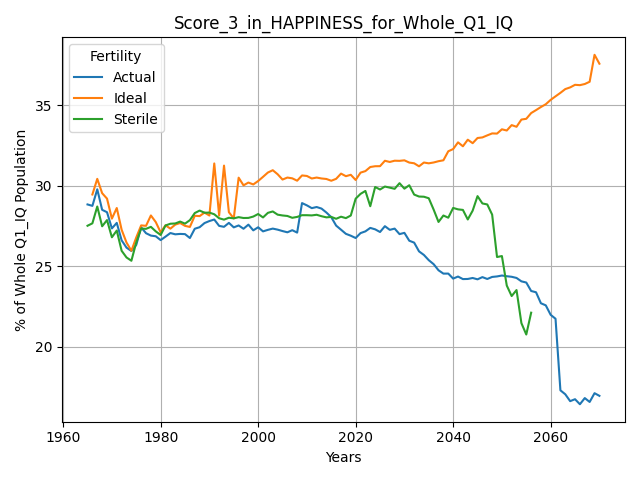 Score_3_in_HAPPINESS_for_Whole_Q1_IQ
Fertility
Actual
Ideal
Sterile
% of Whole Q1_IQ Population
35
30
25
20
1960
1980
2000
2020
2040
2060
Years